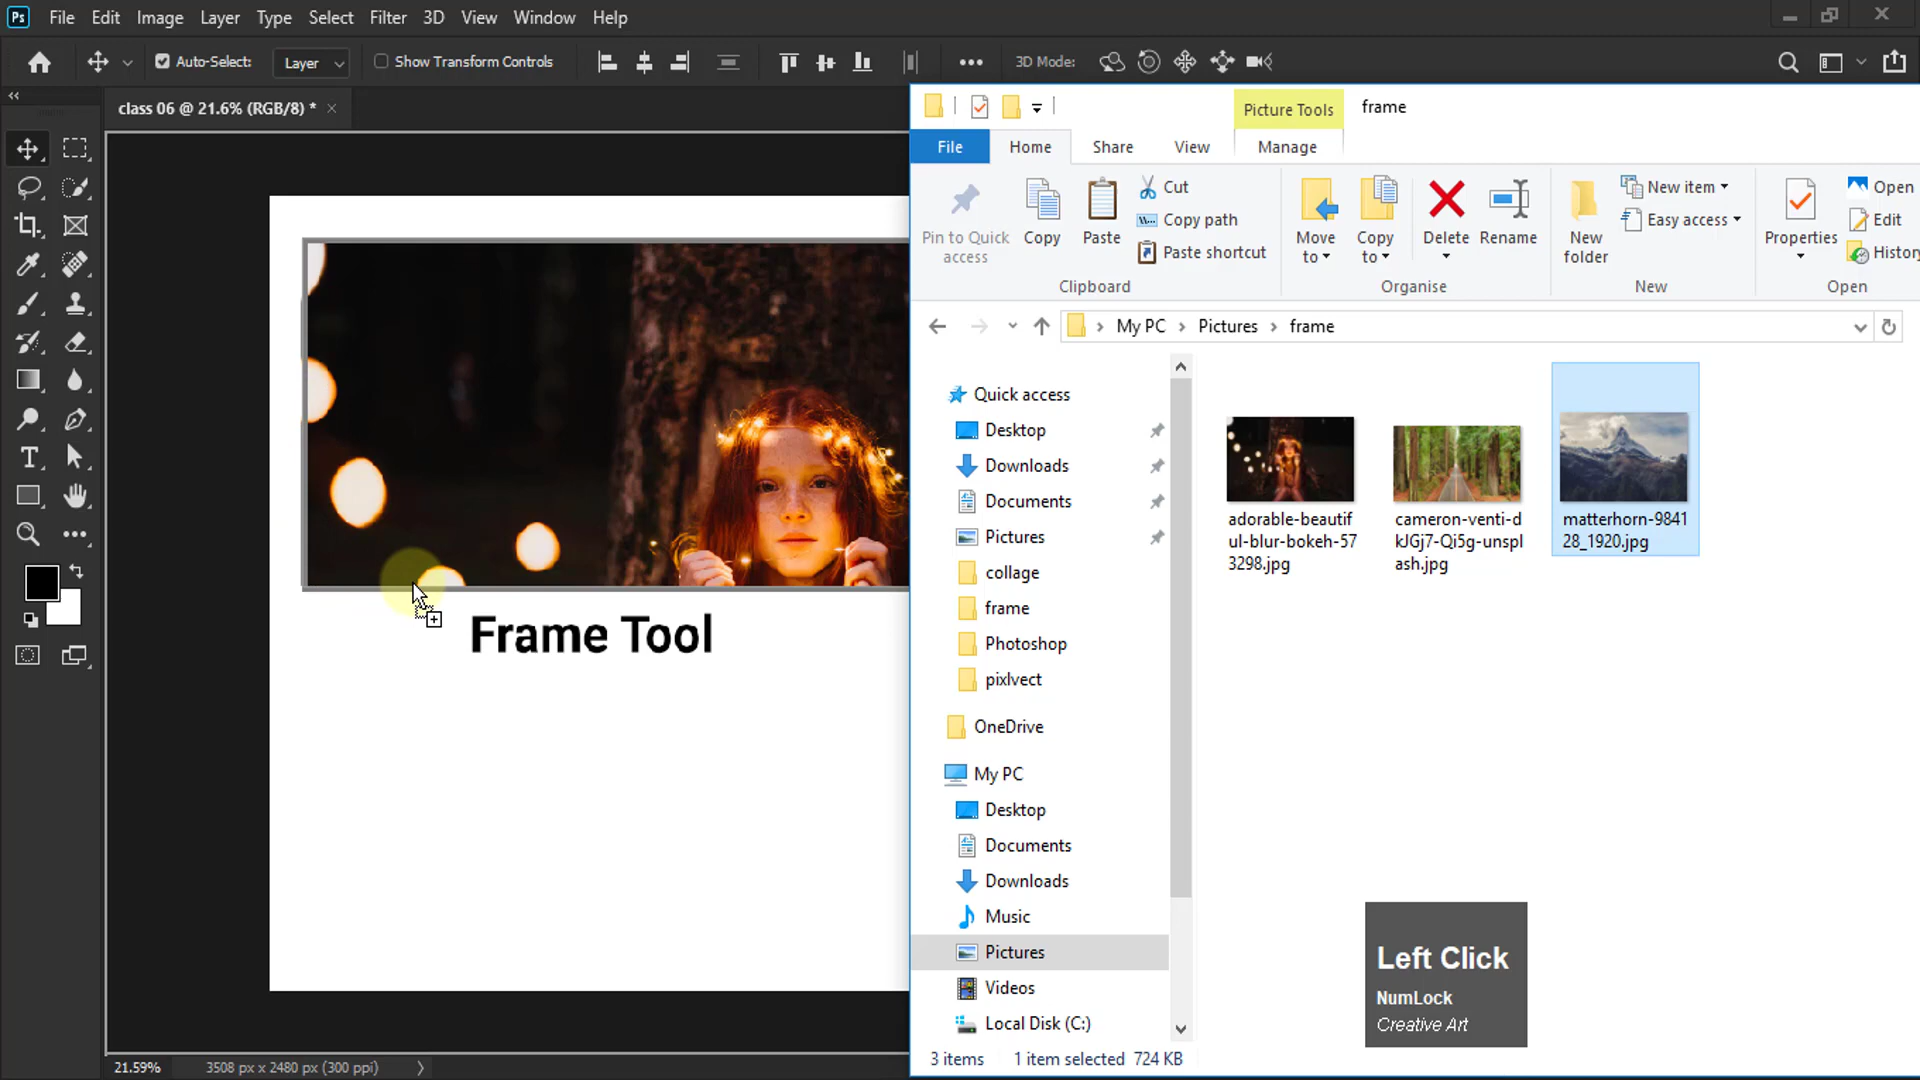 Ps File Edit Image Layer Type Select Filter 3D View Window Help
Auto-Select: Layer Show Transform Controls 3D Mode:
class 06 @ 21.6% (RGB/8) *
Frame Tool
21.59% 3508 px x 2480 px (300 ppi)
Picture Tools frame
File Home Share View Manage
Pin to Quick access
Copy
Paste
Cut
Copy path
Paste shortcut
Clipboard
Move to
Copy to
Delete
Rename
Organise
New folder
New item
Easy access
New
Properties
Open
Edit
History
Open
My PC Pictures frame
Quick access
Desktop
Downloads
Documents
Pictures
collage
frame
Photoshop
pixlvect
OneDrive
My PC
Desktop
Documents
Downloads
Music
Pictures
Videos
Local Disk (C:)
adorable-beautif
ul-blur-bokeh-57
3298.jpg
cameron-venti-d
kJGj7-Qi5g-unspl
ash.jpg
matterhorn-9841
28_1920.jpg
3 items 1 item selected 724 KB
Left Click
NumLock
Creative Art